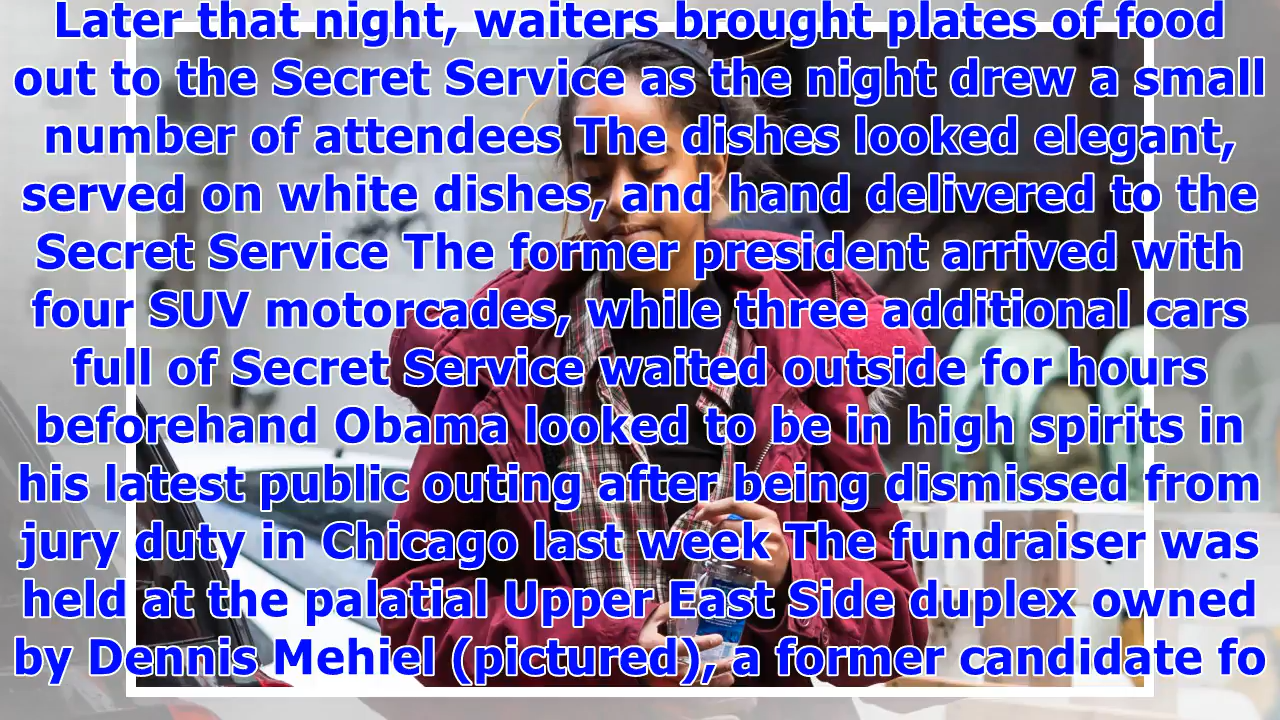 Later that night, waiters brought plates of food
out to the Secret Service as the night drew a small
number of attendees The dishes looked elegant,
served on white dishes, and hand delivered to the
Secret Service The former president arrived with
four SUV motorcades, while three additional cars
full of Secret Service waited outside for hours
beforehand Obama looked to be in high spirits in
his latest public outing after being dismissed from
jury duty in Chicago last week The fundraiser was
held at the palatial Upper East Side duplex owned
by Dennis Mehiel (pictured), a former candidate fo